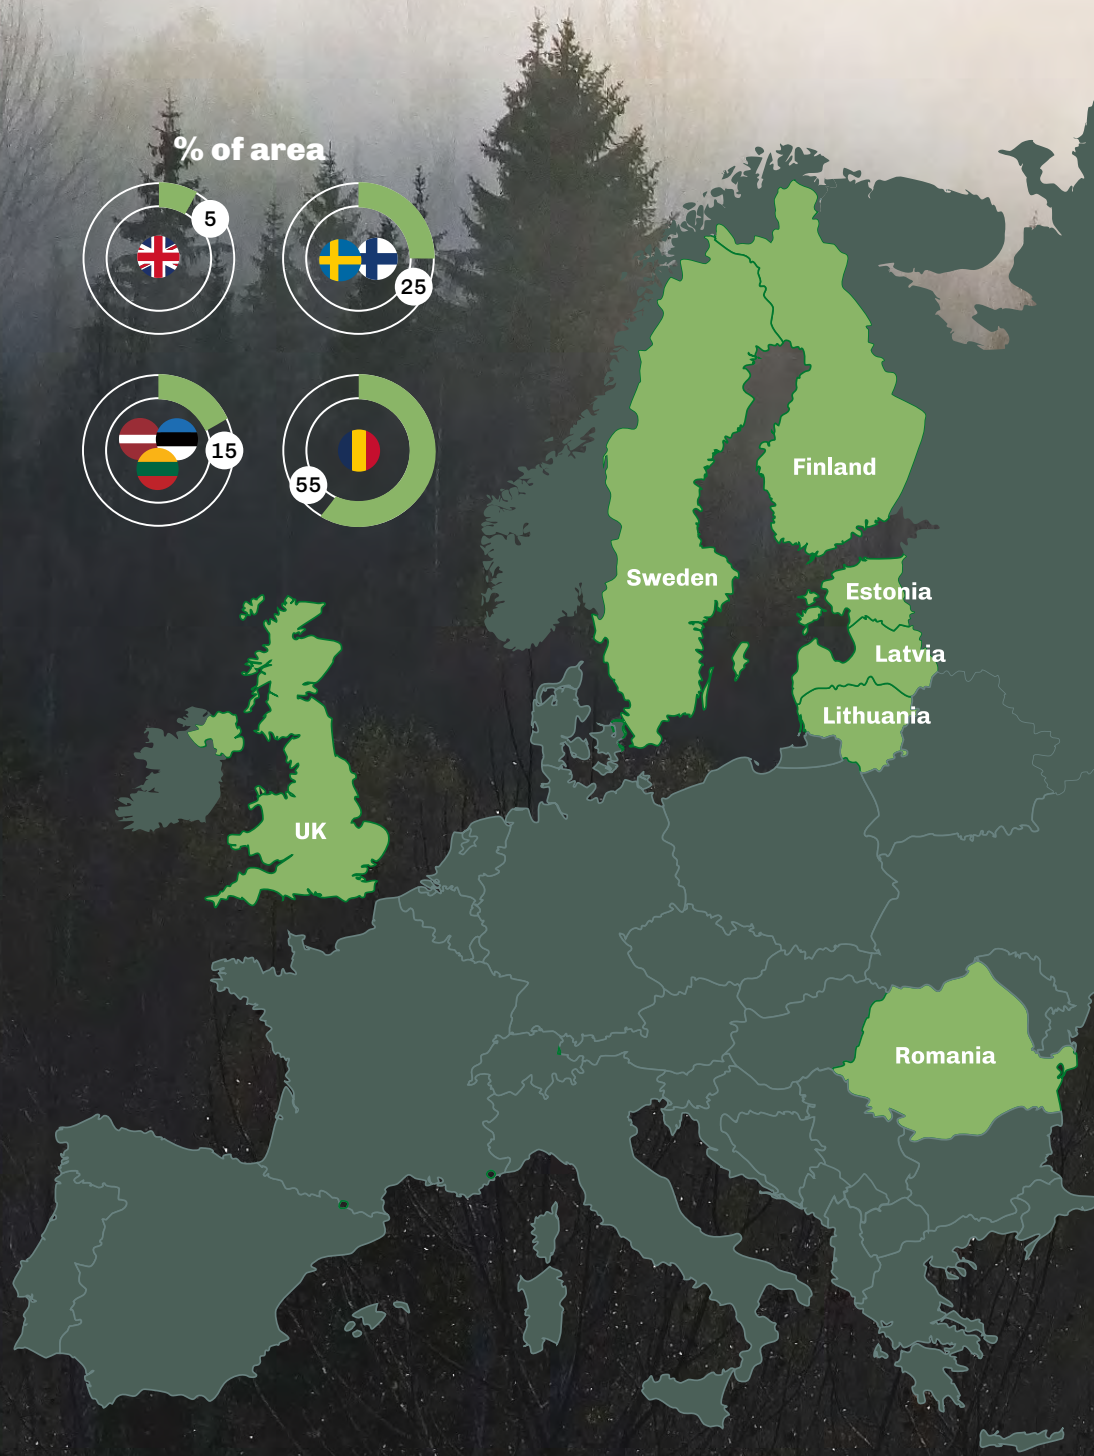 % of area
5
25
15
55
Finland
Sweden
Estonia
Latvia
Lithuania
UK
Romania